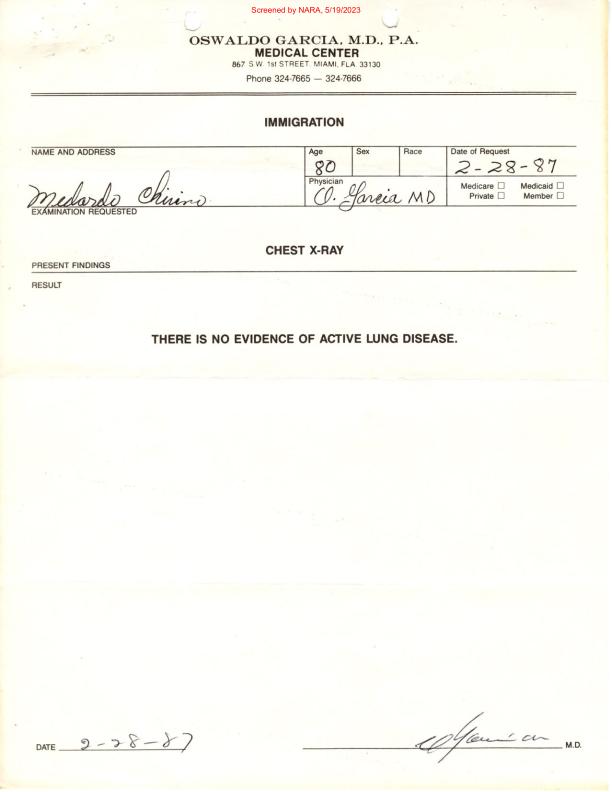 Screened by NARA, 5/19/2023
OSWALDO GARCIA, M.D., P.A.
MEDICAL CENTER
867 S.W. 1st STREET, MIAMI, FLA. 33130
Phone 324-7665 — 324-7666
IMMIGRATION
NAME AND ADDRESS Age Sex Race Date of Request
80 2-28-87
Medardo Chirino Physician O. Garcia MD Medicare ☐ Medicaid ☐
Private ☐ Member ☐
EXAMINATION REQUESTED
CHEST X-RAY
PRESENT FINDINGS
RESULT
THERE IS NO EVIDENCE OF ACTIVE LUNG DISEASE.
DATE 2-28-87 M.D.